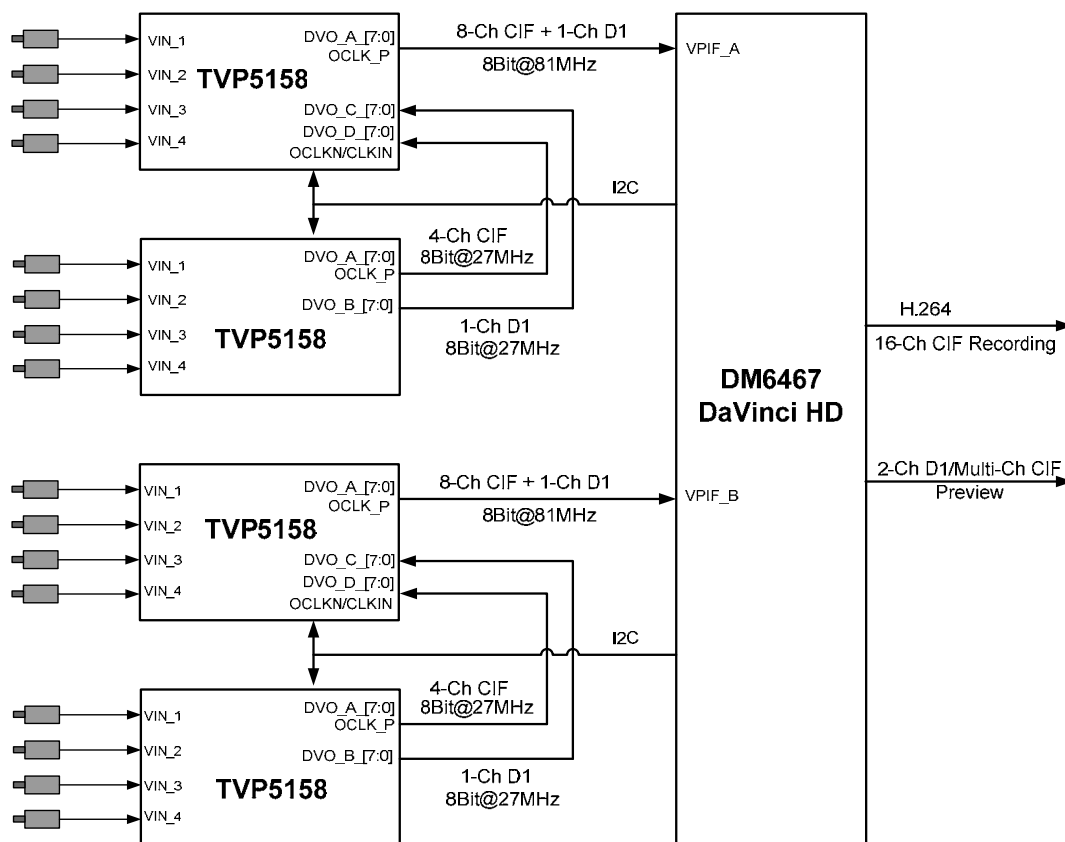 VIN_1
VIN_2
VIN_3
VIN_4
TVP5158
DVO_A_[7:0]
OCLK_P
DVO_C_[7:0]
DVO_D_[7:0]
OCLKN/CLKIN
8-Ch CIF + 1-Ch D1
8Bit@81MHz
VPIF_A
I2C
VIN_1
VIN_2
VIN_3
VIN_4
TVP5158
DVO_A_[7:0]
OCLK_P
DVO_B_[7:0]
4-Ch CIF
8Bit@27MHz
1-Ch D1
8Bit@27MHz
DM6467
DaVinci HD
H.264
16-Ch CIF Recording
2-Ch D1/Multi-Ch CIF
Preview
VIN_1
VIN_2
VIN_3
VIN_4
TVP5158
DVO_A_[7:0]
OCLK_P
DVO_C_[7:0]
DVO_D_[7:0]
OCLKN/CLKIN
8-Ch CIF + 1-Ch D1
8Bit@81MHz
VPIF_B
I2C
VIN_1
VIN_2
VIN_3
VIN_4
TVP5158
DVO_A_[7:0]
OCLK_P
DVO_B_[7:0]
4-Ch CIF
8Bit@27MHz
1-Ch D1
8Bit@27MHz